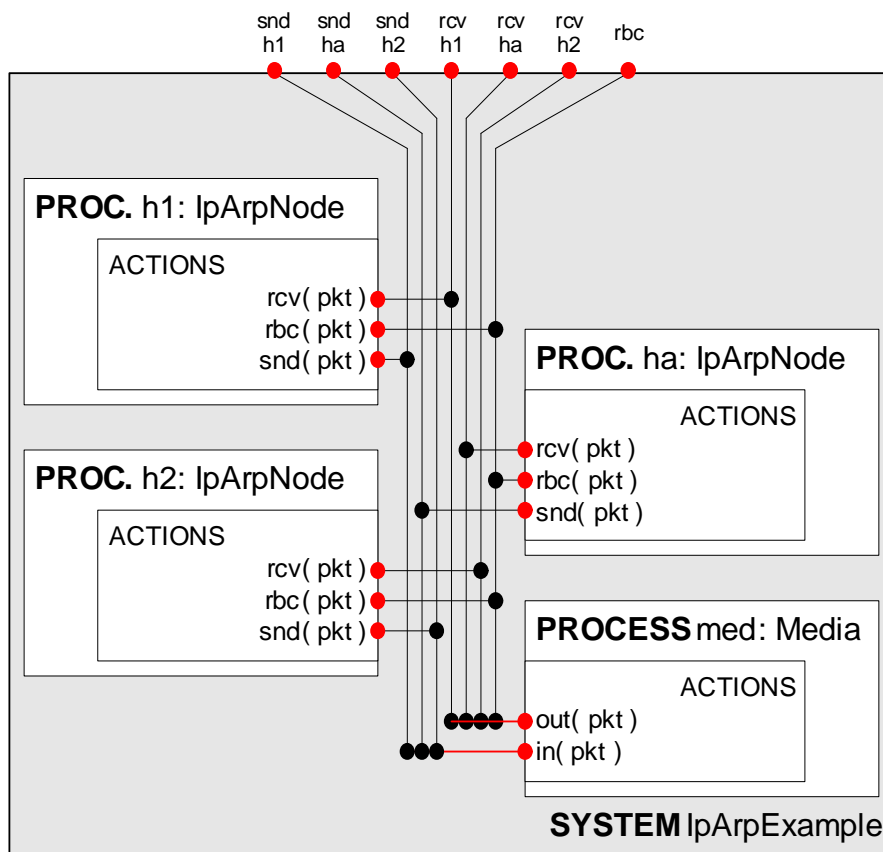 snd snd snd rcv rcv rcv rbc
h1 ha h2 h1 ha h2
PROC. h1: IpArpNode
ACTIONS
rcv( pkt )
rbc( pkt )
snd( pkt )
PROC. ha: IpArpNode
ACTIONS
rcv( pkt )
rbc( pkt )
snd( pkt )
PROC. h2: IpArpNode
ACTIONS
rcv( pkt )
rbc( pkt )
snd( pkt )
PROCESS med: Media
ACTIONS
out( pkt )
in( pkt )
SYSTEM IpArpExample